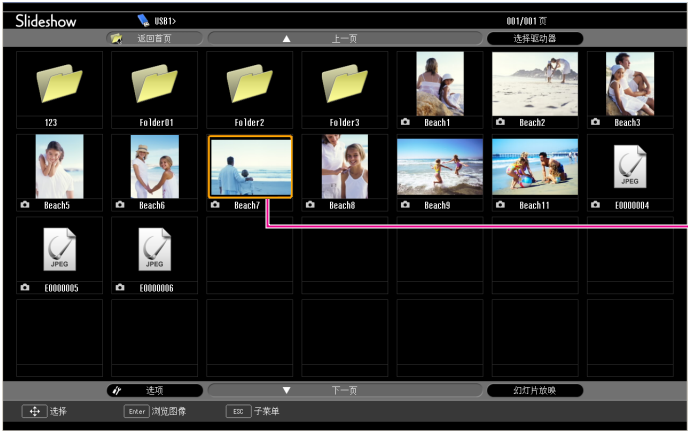 Slideshow USB1> 001/001 页
返回首页 上一页 选择驱动器
123 Folder01 Folder2 Folder3 Beach1 Beach2 Beach3
Beach5 Beach6 Beach7 Beach8 Beach9 Beach11 JPEG E0000004
JPEG E0000005 JPEG E0000006
选项 下一页 幻灯片放映
选择 Enter 浏览图像 ESC 子菜单